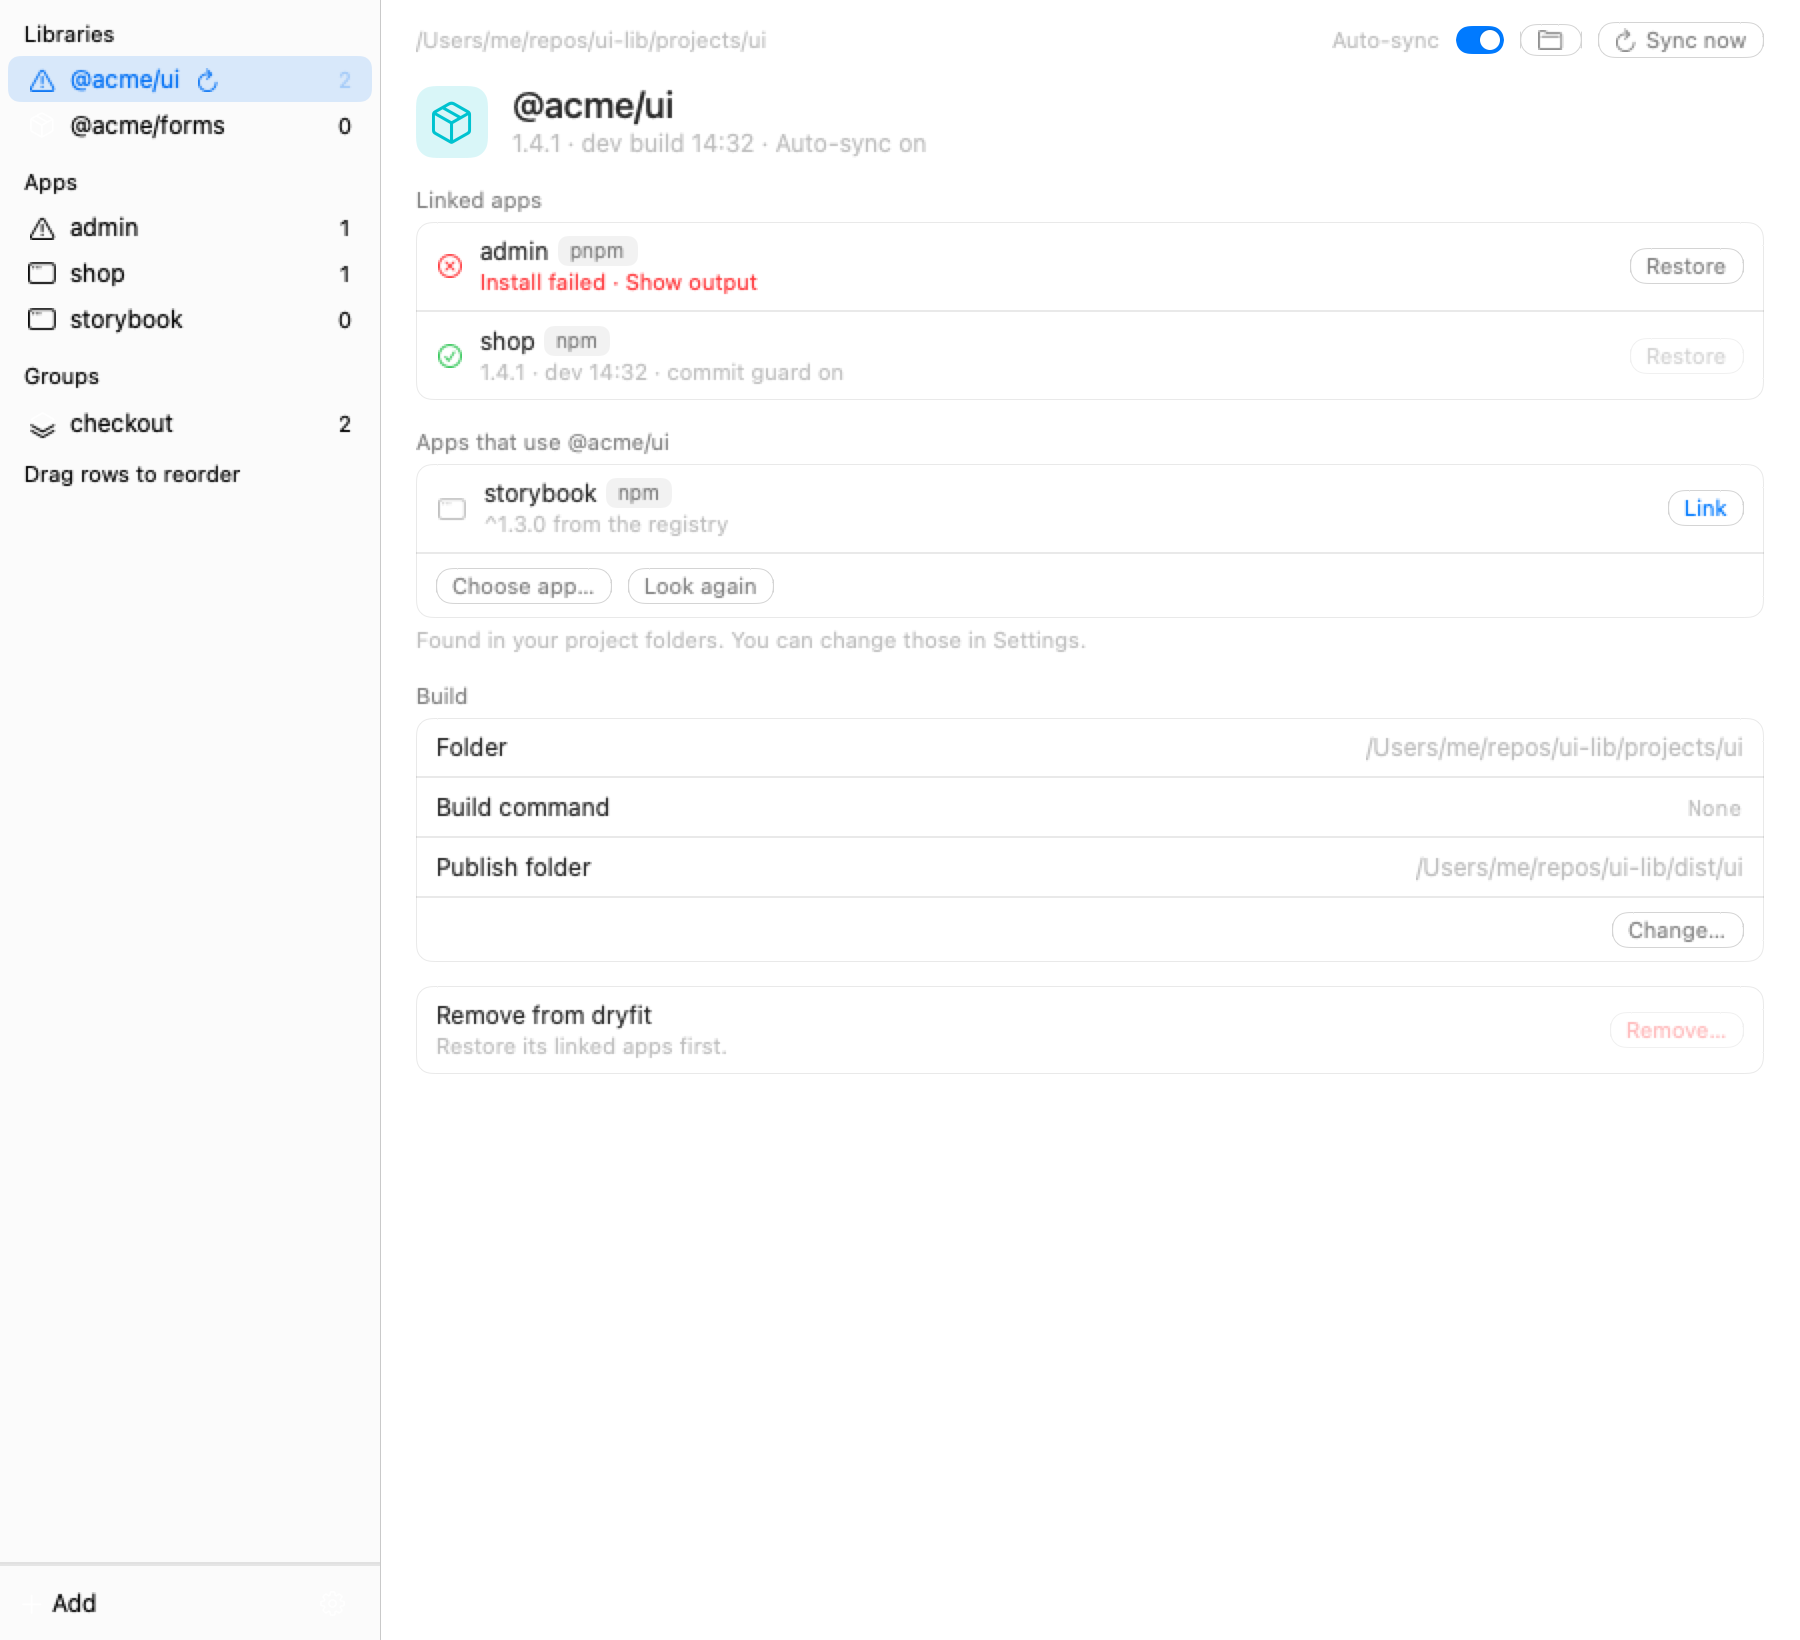 Libraries
@acme/ui 2
@acme/forms 0
Apps
admin 1
shop 1
storybook 0
Groups
checkout 2
Drag rows to reorder
Add
/Users/me/repos/ui-lib/projects/ui
Auto-sync
Sync now
@acme/ui
1.4.1 · dev build 14:32 · Auto-sync on
Linked apps
admin pnpm
Install failed · Show output
Restore
shop npm
1.4.1 · dev 14:32 · commit guard on
Restore
Apps that use @acme/ui
storybook npm
^1.3.0 from the registry
Link
Choose app... Look again
Found in your project folders. You can change those in Settings.
Build
Folder /Users/me/repos/ui-lib/projects/ui
Build command None
Publish folder /Users/me/repos/ui-lib/dist/ui
Change...
Remove from dryfit
Restore its linked apps first.
Remove...